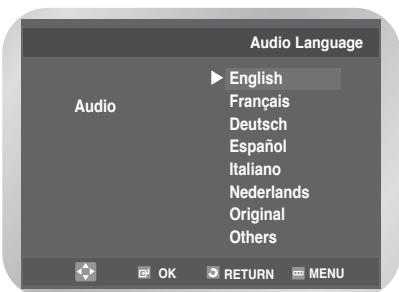 Audio Language
Audio
English
Français
Deutsch
Español
Italiano
Nederlands
Original
Others
OK RETURN MENU